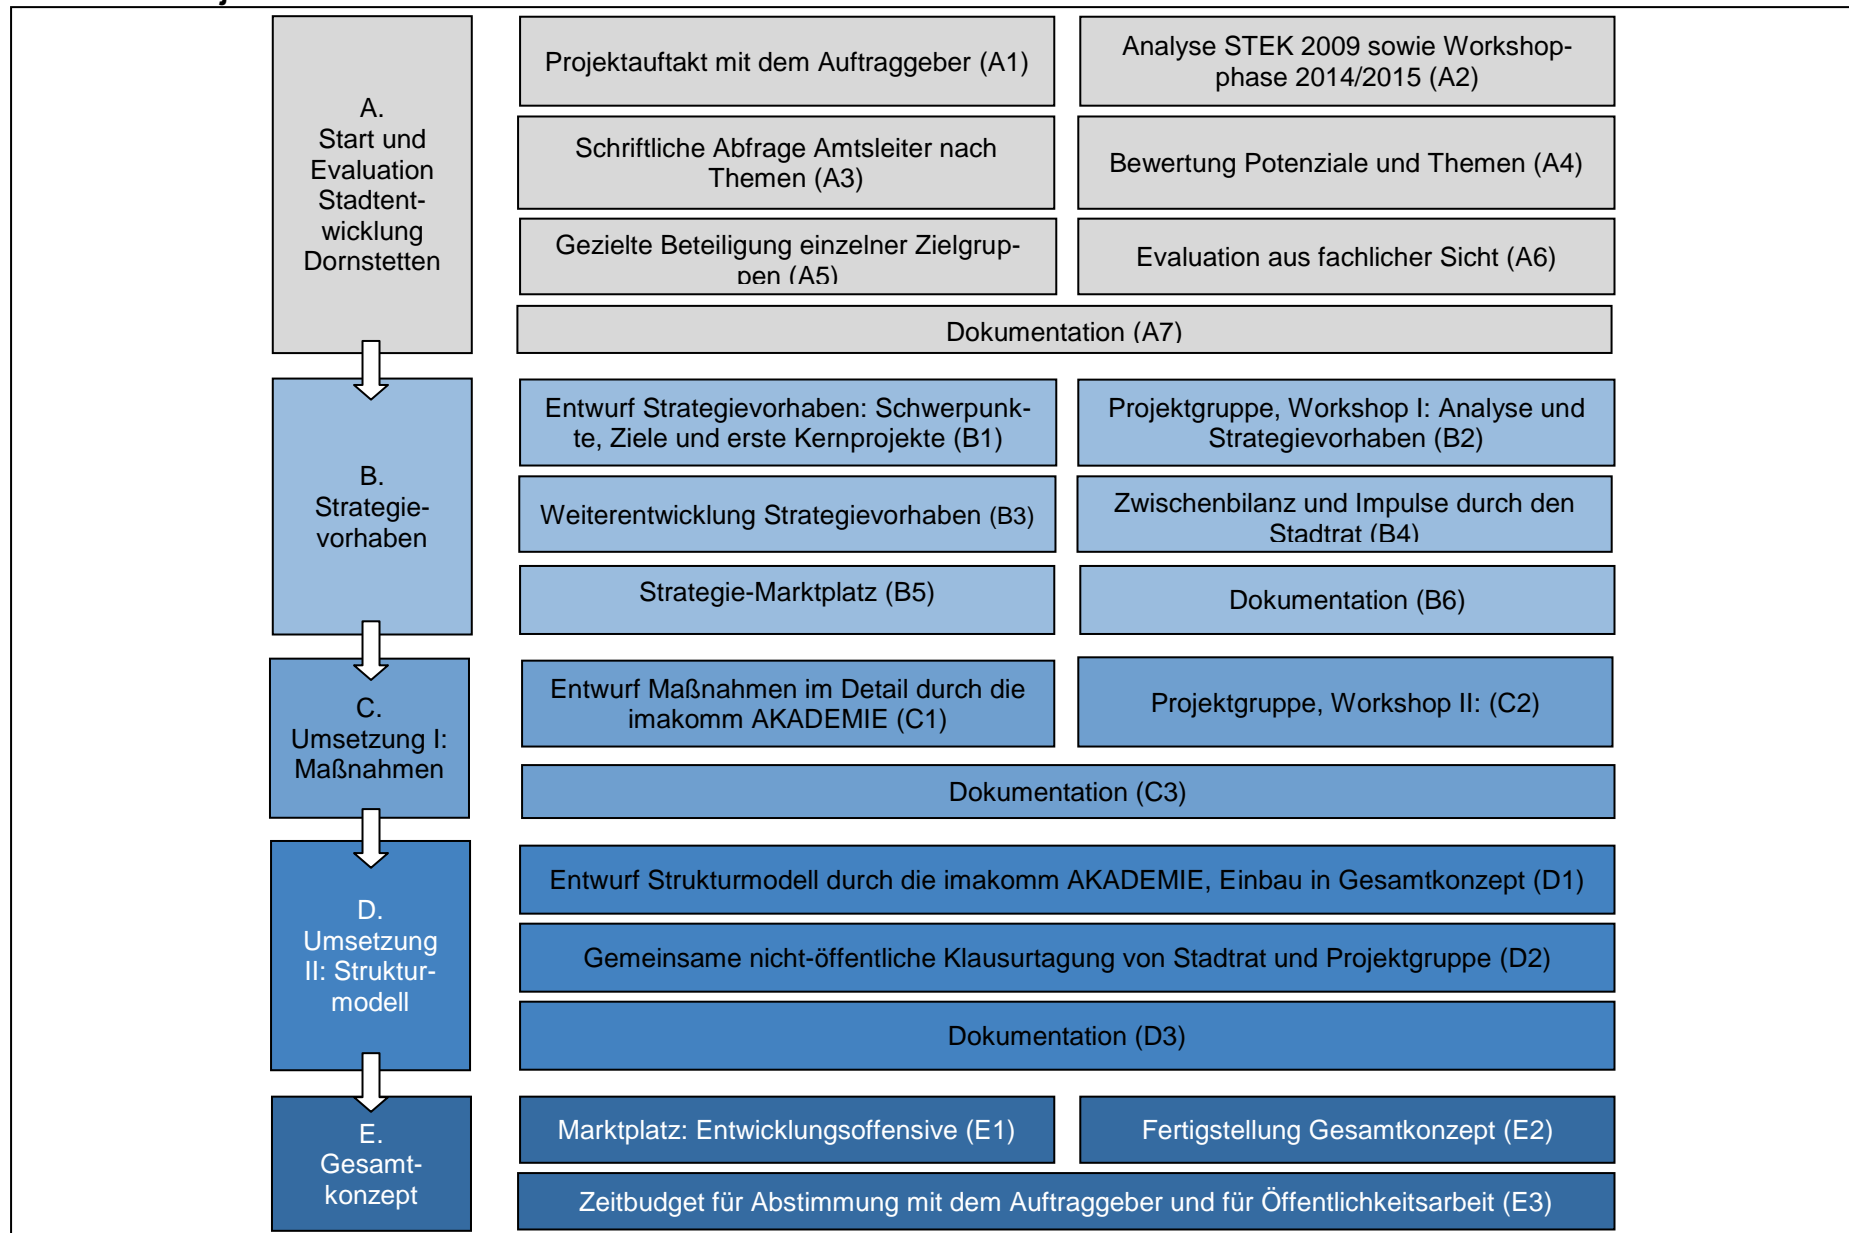 A.
Start und
Evaluation
Stadtent-
wicklung
Dornstetten
Projektauftakt mit dem Auftraggeber (A1)
Analyse STEK 2009 sowie Workshop-
phase 2014/2015 (A2)
Schriftliche Abfrage Amtsleiter nach
Themen (A3)
Bewertung Potenziale und Themen (A4)
Gezielte Beteiligung einzelner Zielgrup-
pen (A5)
Evaluation aus fachlicher Sicht (A6)
Dokumentation (A7)
B.
Strategie-
vorhaben
Entwurf Strategievorhaben: Schwerpunk-
te, Ziele und erste Kernprojekte (B1)
Projektgruppe, Workshop I: Analyse und
Strategievorhaben (B2)
Weiterentwicklung Strategievorhaben (B3)
Zwischenbilanz und Impulse durch den
Stadtrat (B4)
Strategie-Marktplatz (B5)
Dokumentation (B6)
C.
Umsetzung I:
Maßnahmen
Entwurf Maßnahmen im Detail durch die
imakomm AKADEMIE (C1)
Projektgruppe, Workshop II: (C2)
Dokumentation (C3)
D.
Umsetzung
II: Struktur-
modell
Entwurf Strukturmodell durch die imakomm AKADEMIE, Einbau in Gesamtkonzept (D1)
Gemeinsame nicht-öffentliche Klausurtagung von Stadtrat und Projektgruppe (D2)
Dokumentation (D3)
E.
Gesamt-
konzept
Marktplatz: Entwicklungsoffensive (E1)
Fertigstellung Gesamtkonzept (E2)
Zeitbudget für Abstimmung mit dem Auftraggeber und für Öffentlichkeitsarbeit (E3)